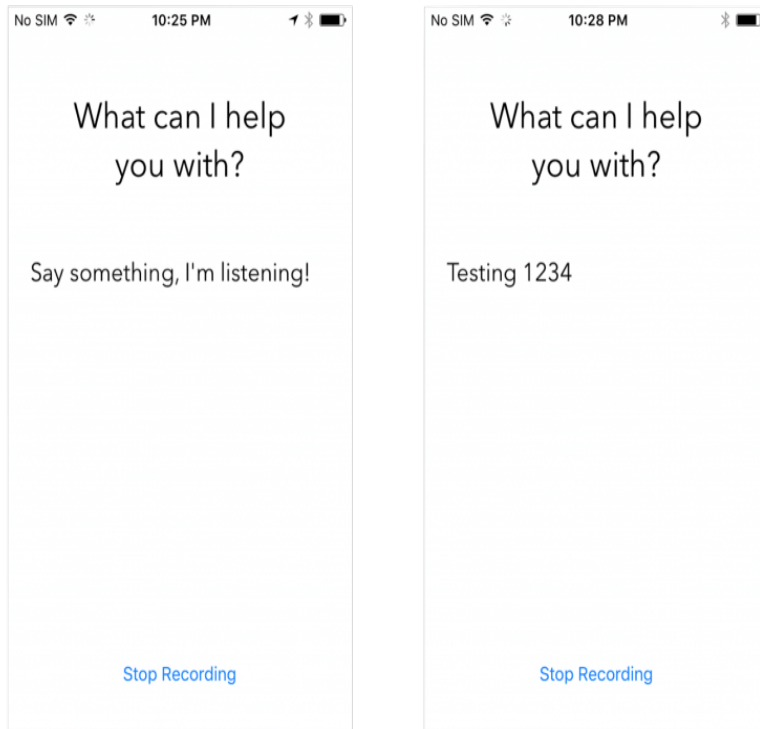 No SIM 10:25 PM
What can I help
you with?
Say something, I'm listening!
Stop Recording
No SIM 10:28 PM
What can I help
you with?
Testing 1234
Stop Recording